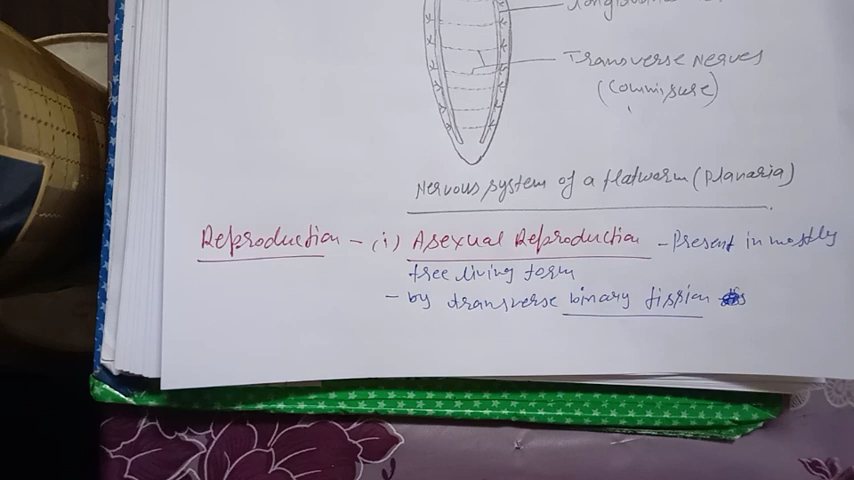 Transverse Nerves
(Commissure)
Nervous system of a flatworm (Planaria)
Reproduction - (i) Asexual Reproduction - Present in mostly
free living form
- by transverse binary fission